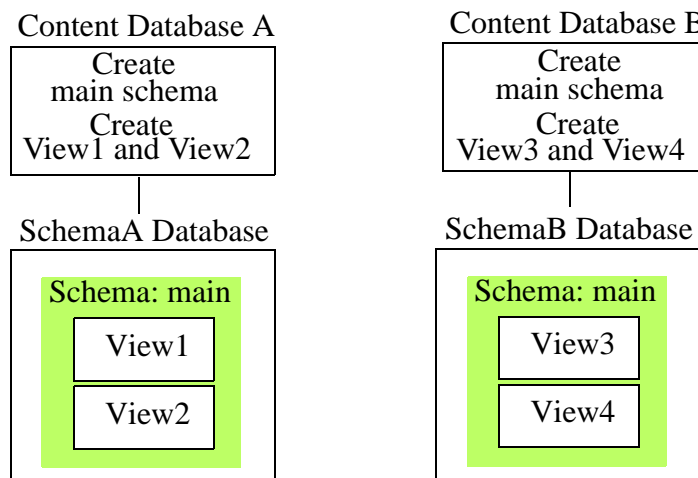 Content Database A
Create
main schema
Create
View1 and View2
SchemaA Database
Schema: main
View1
View2
Content Database B
Create
main schema
Create
View3 and View4
SchemaB Database
Schema: main
View3
View4